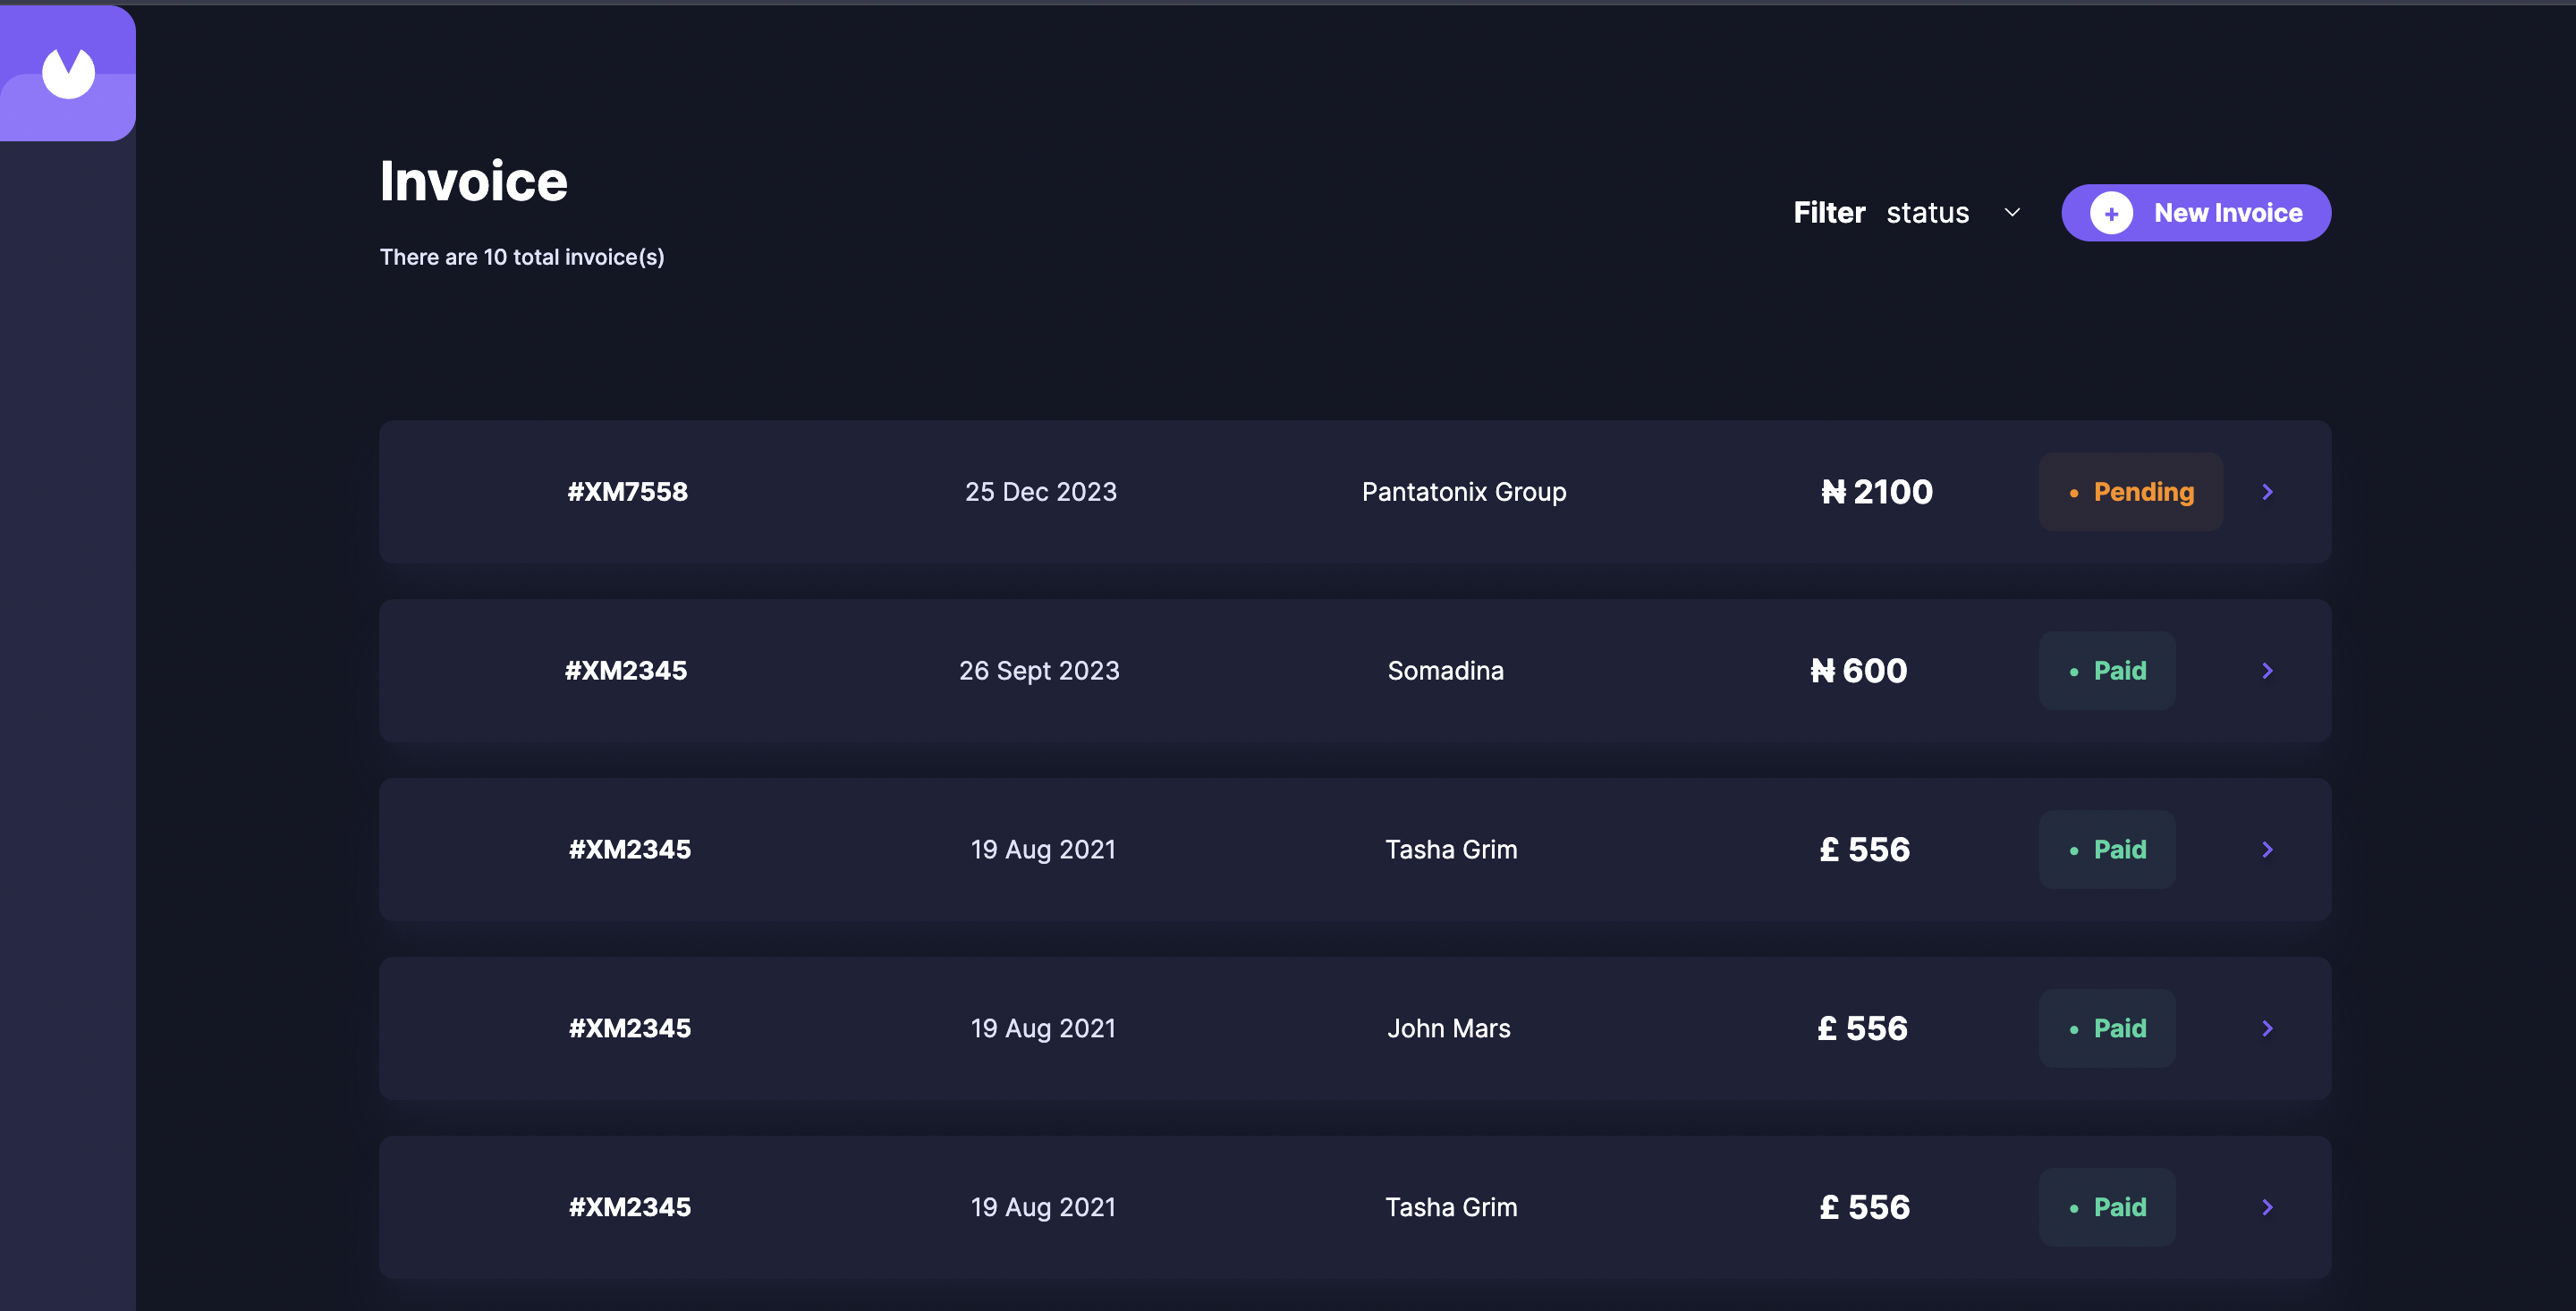 Invoice
There are 10 total invoice(s)
Filter status
+ New Invoice
#XM7558 25 Dec 2023 Pantatonix Group ₦ 2100 • Pending
#XM2345 26 Sept 2023 Somadina ₦ 600 • Paid
#XM2345 19 Aug 2021 Tasha Grim £ 556 • Paid
#XM2345 19 Aug 2021 John Mars £ 556 • Paid
#XM2345 19 Aug 2021 Tasha Grim £ 556 • Paid